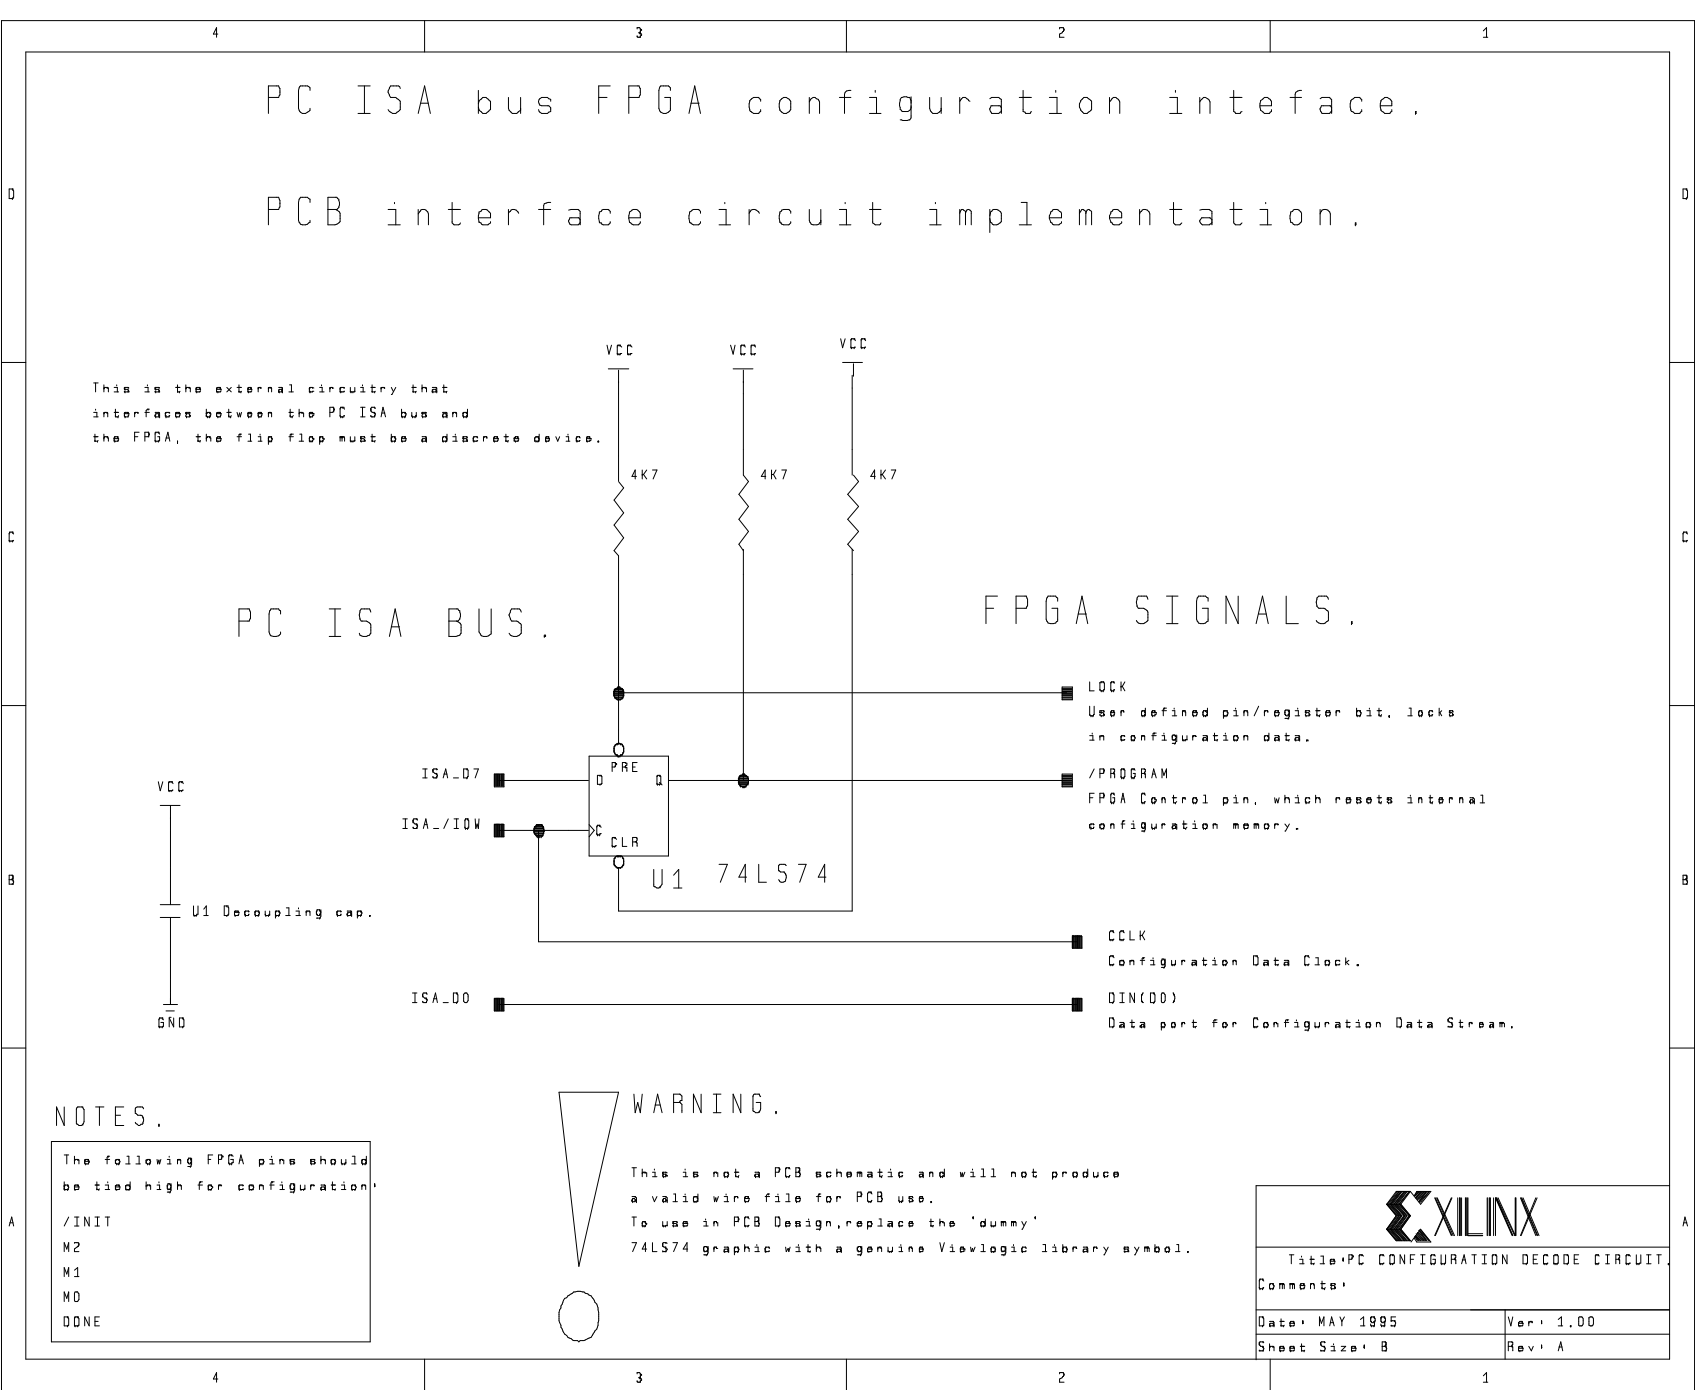 4 3 2 1
PC ISA bus FPGA configuration inteface.
D D
PCB interface circuit implementation.
VCC VCC VCC
This is the external circuitry that
interfaces between the PC ISA bus and
the FPGA, the flip flop must be a discrete device.
4K7 4K7 4K7
C C
PC ISA BUS.
FPGA SIGNALS.
LOCK
User defined pin/register bit, locks
in configuration data.
ISA_D7
PRE
D Q
/PROGRAM
FPGA Control pin, which resets internal
configuration memory.
VCC
ISA_/IOW
C
CLR
U1 74LS74
B B
U1 Decoupling cap.
CCLK
Configuration Data Clock.
ISA_D0
DIN(D0)
Data port for Configuration Data Stream.
GND
NOTES.
The following FPGA pins should
be tied high for configuration:
/INIT
M2
M1
M0
DONE
WARNING.
This is not a PCB schematic and will not produce
a valid wire file for PCB use.
To use in PCB Design,replace the 'dummy'
74LS74 graphic with a genuine Viewlogic library symbol.
A A
XILINX
Title:PC CONFIGURATION DECODE CIRCUIT.
Comments:
Date: MAY 1995 Ver: 1.00
Sheet Size: B Rev: A
4 3 2 1